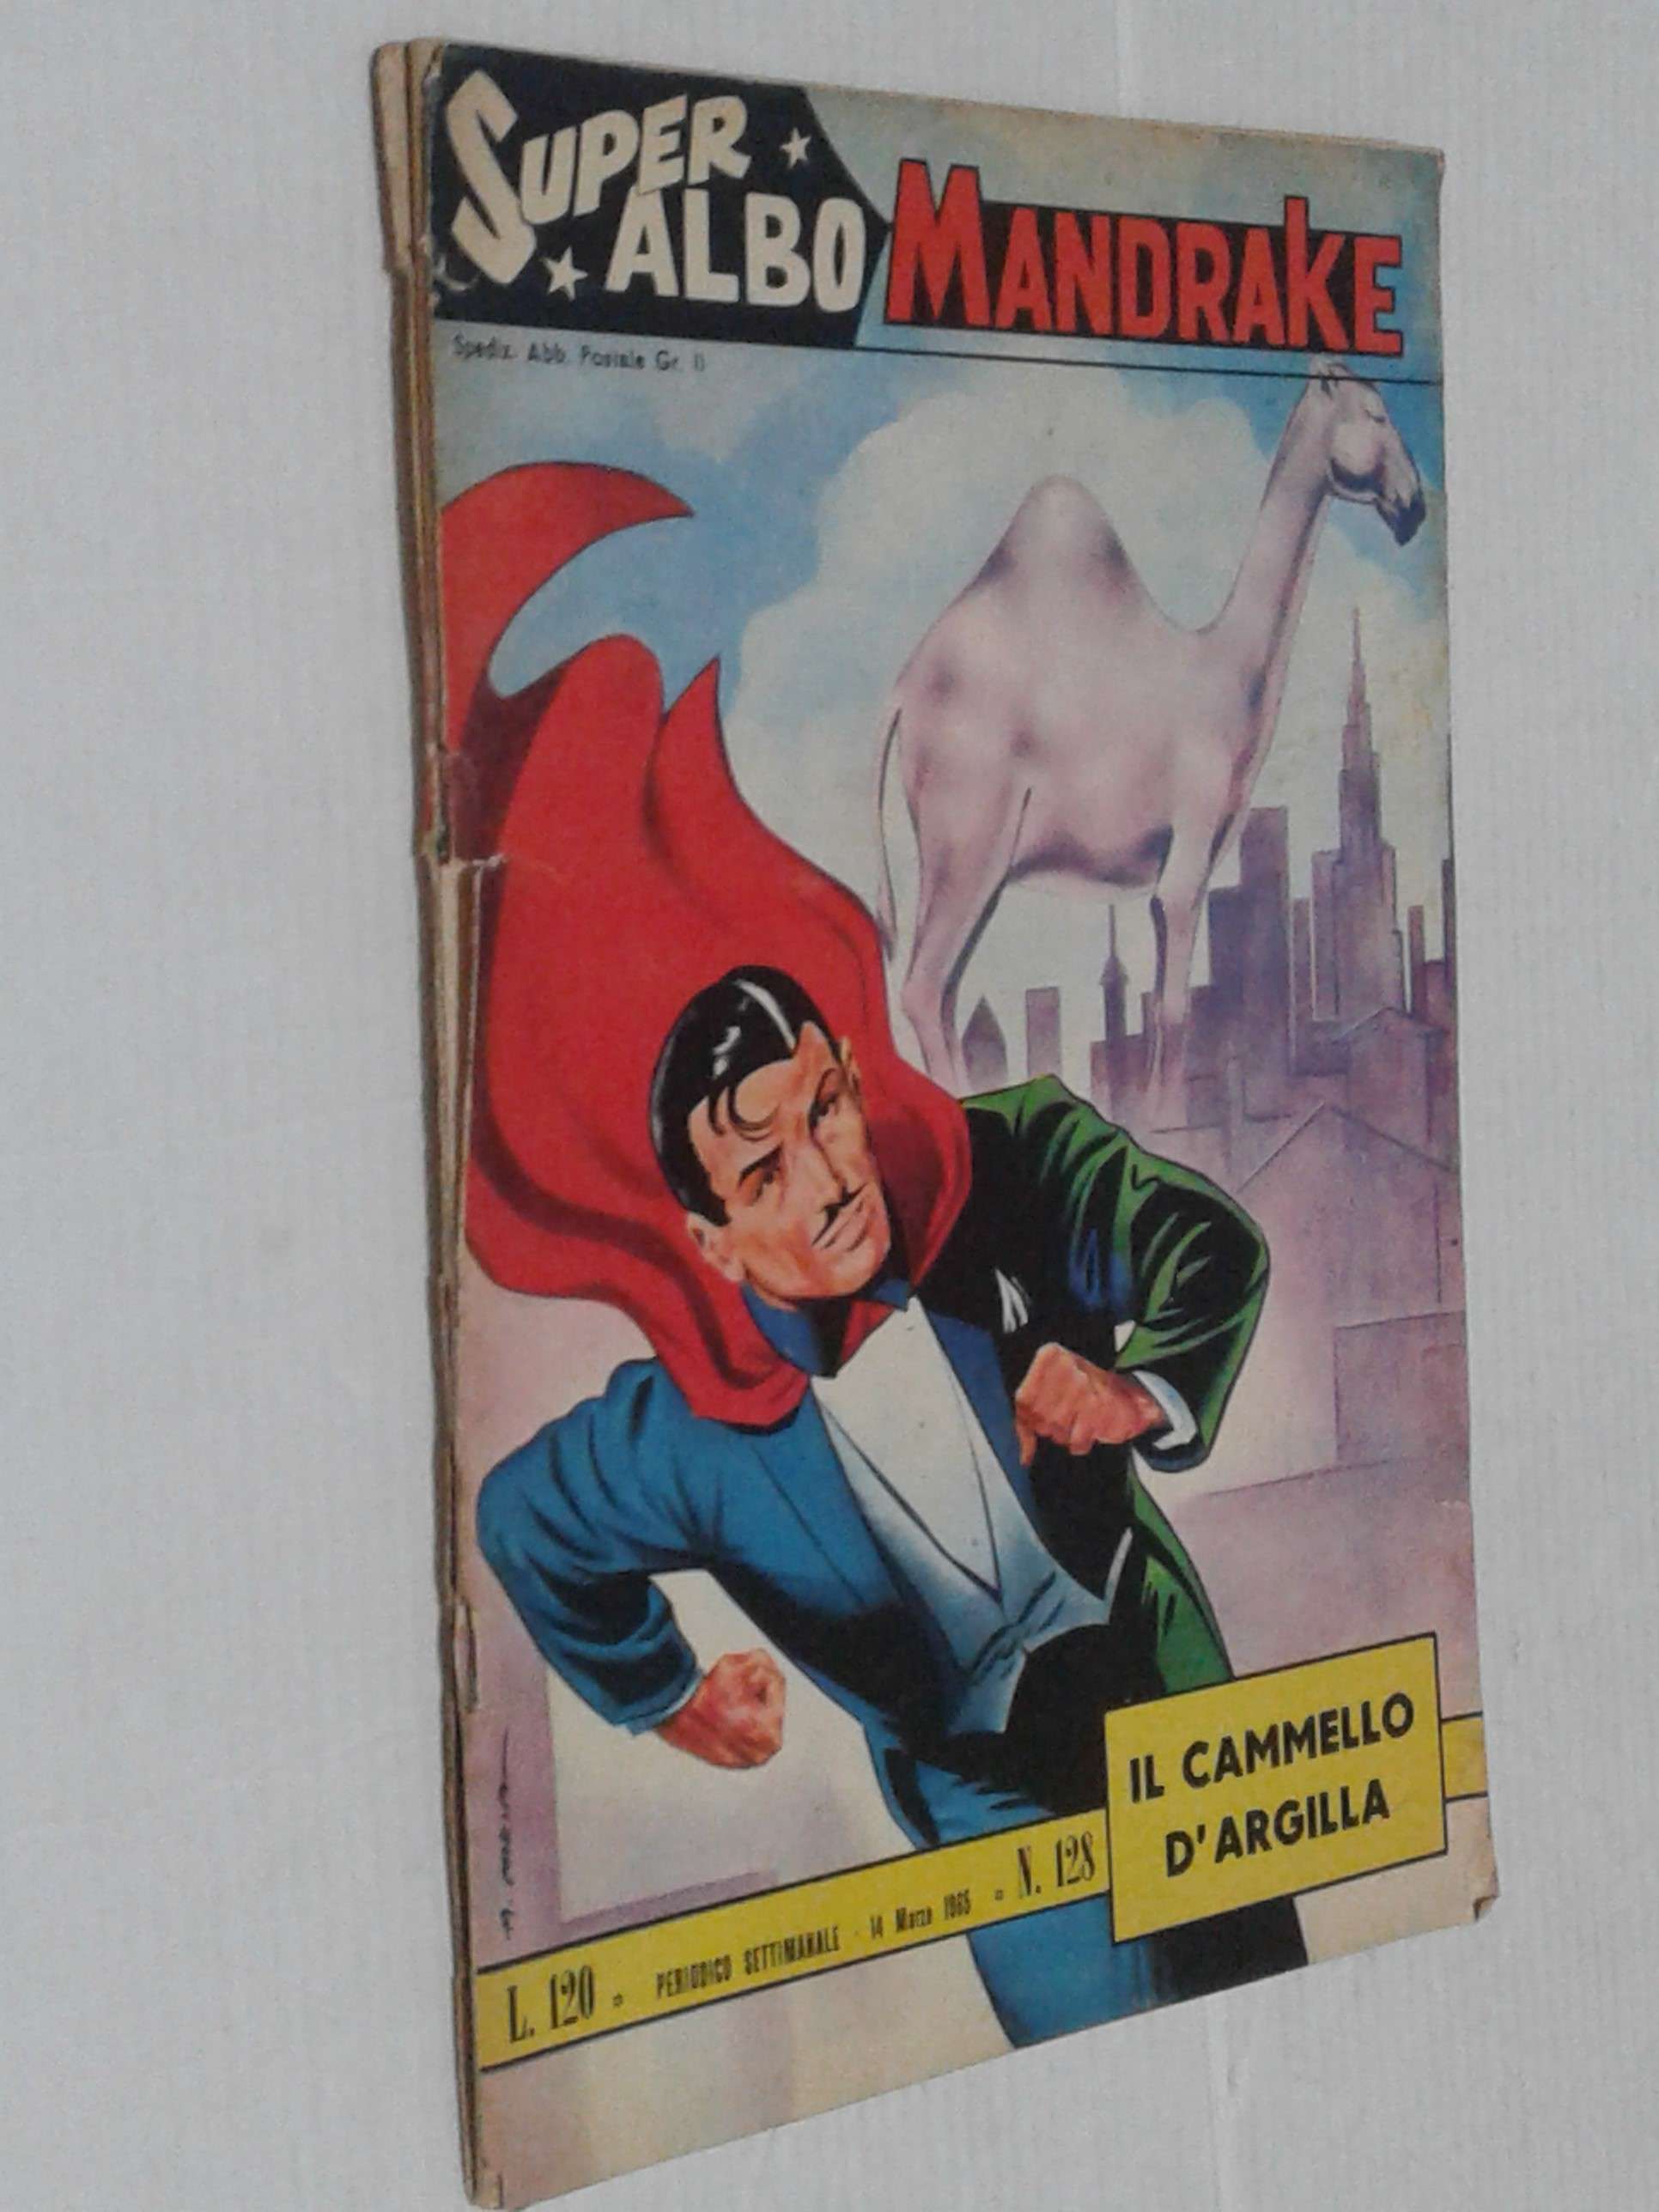 SUPER
ALBO
MANDRAKE
Spediz. Abb. Postale Gr. II
IL CAMMELLO
D'ARGILLA
L. 120 PERIODICO SETTIMANALE - 14 Marzo 1965 N. 128